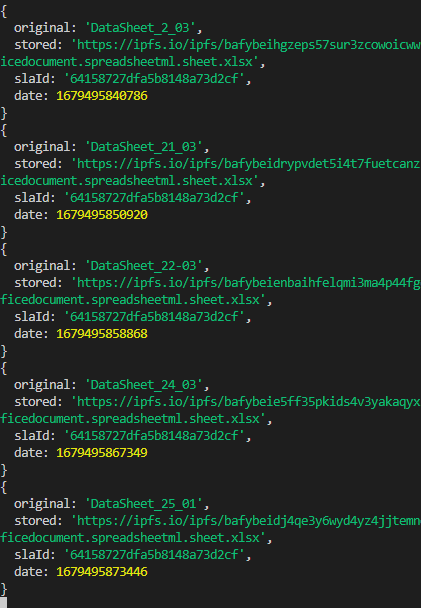 {
  original: 'DataSheet_2_03',
  stored: 'https://ipfs.io/ipfs/bafybeihgzeps57sur3zcowoicww
icedocument.spreadsheetml.sheet.xlsx',
  slaId: '64158727dfa5b8148a73d2cf',
  date: 1679495840786
}
{
  original: 'DataSheet_21_03',
  stored: 'https://ipfs.io/ipfs/bafybeidrypvdet5i4t7fuetcanz
icedocument.spreadsheetml.sheet.xlsx',
  slaId: '64158727dfa5b8148a73d2cf',
  date: 1679495850920
}
{
  original: 'DataSheet_22-03',
  stored: 'https://ipfs.io/ipfs/bafybeienbaihfelqmi3ma4p44fg
ficedocument.spreadsheetml.sheet.xlsx',
  slaId: '64158727dfa5b8148a73d2cf',
  date: 1679495858868
}
{
  original: 'DataSheet_24_03',
  stored: 'https://ipfs.io/ipfs/bafybeie5ff35pkids4v3yakaqyx
ficedocument.spreadsheetml.sheet.xlsx',
  slaId: '64158727dfa5b8148a73d2cf',
  date: 1679495867349
}
{
  original: 'DataSheet_25_01',
  stored: 'https://ipfs.io/ipfs/bafybeidj4qe3y6wyd4yz4jjtemn
ficedocument.spreadsheetml.sheet.xlsx',
  slaId: '64158727dfa5b8148a73d2cf',
  date: 1679495873446
}